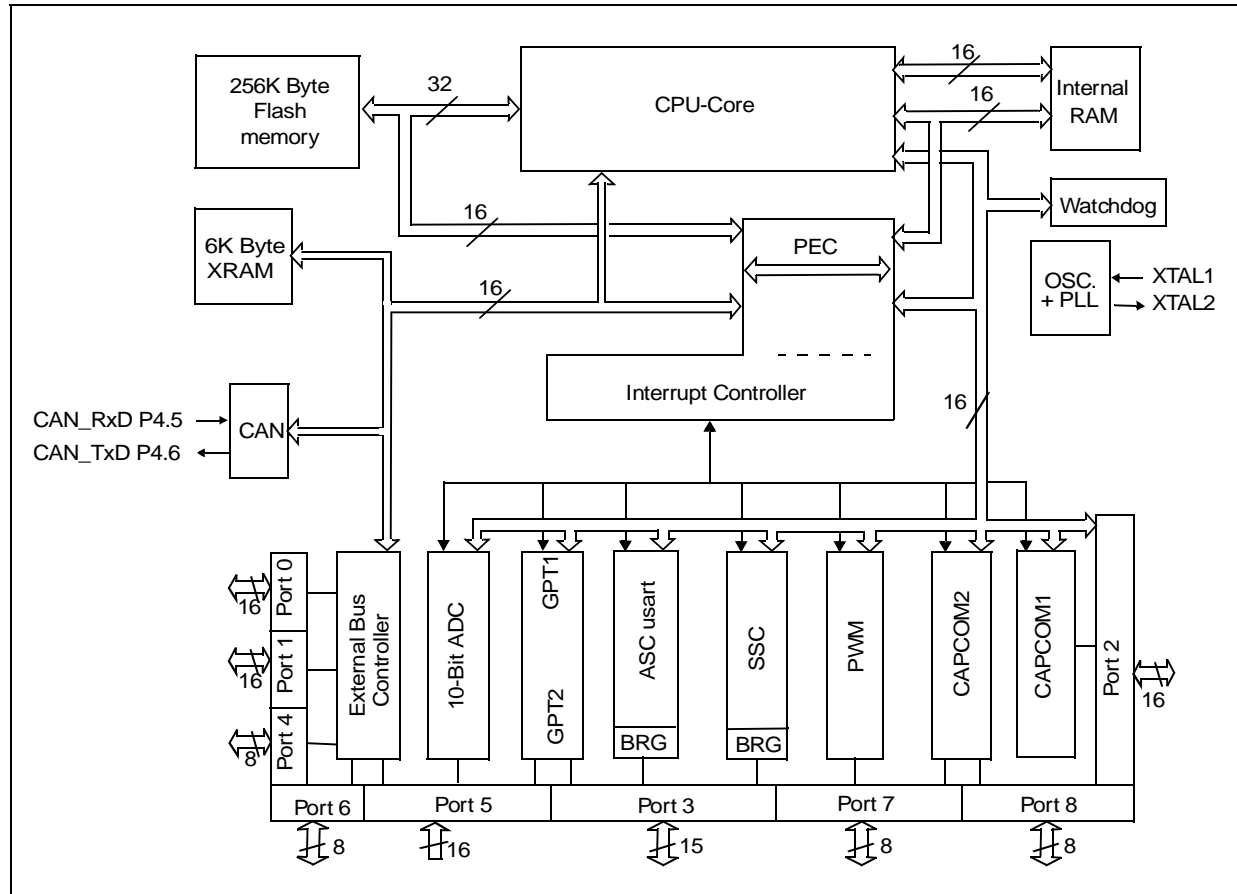 256K Byte
Flash
memory
32
CPU-Core
16
16
Internal
RAM
Watchdog
6K Byte
XRAM
16
PEC
16
OSC.
+ PLL
XTAL1
XTAL2
Interrupt Controller
16
CAN_RxD P4.5
CAN_TxD P4.6
CAN
Port 0
16
Port 1
16
Port 4
8
External Bus
Controller
10-Bit ADC
GPT1
GPT2
ASC usart
BRG
SSC
BRG
PWM
CAPCOM2
CAPCOM1
Port 2
16
Port 6
Port 5
Port 3
Port 7
Port 8
8
16
15
8
8